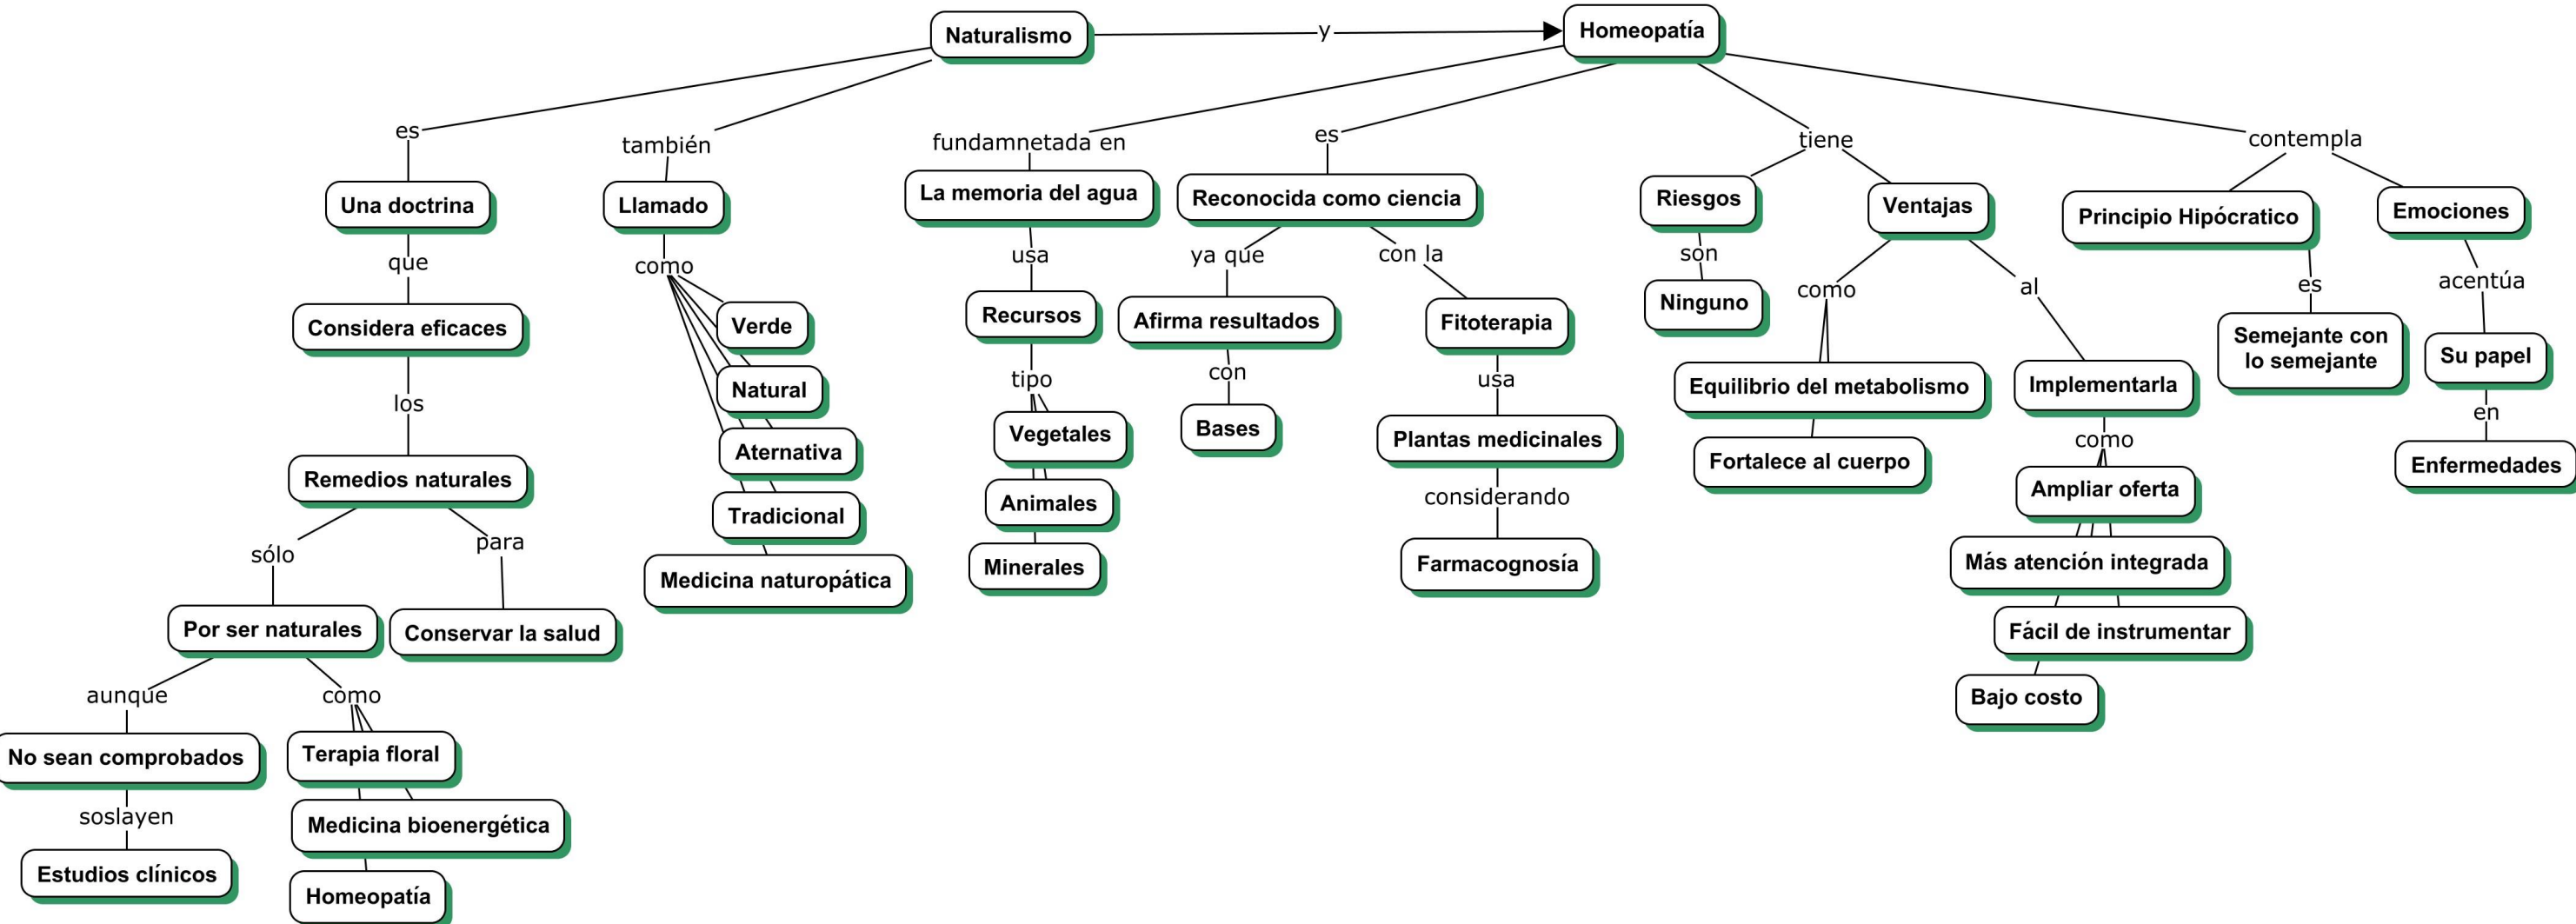 Naturalismo
y
Homeopatía
es
también
fundamnetada en
es
tiene
contempla
Una doctrina
Llamado
La memoria del agua
Reconocida como ciencia
Riesgos
Ventajas
Principio Hipócratico
Emociones
que
como
usa
ya que
con la
son
como
al
es
acentúa
Considera eficaces
Verde
Natural
Aternativa
Tradicional
Medicina naturopática
Recursos
Afirma resultados
Fitoterapia
Ninguno
Equilibrio del metabolismo
Fortalece al cuerpo
Implementarla
Semejante con
lo semejante
Su papel
los
tipo
con
usa
como
en
Remedios naturales
Vegetales
Animales
Minerales
Bases
Plantas medicinales
Ampliar oferta
Más atención integrada
Fácil de instrumentar
Bajo costo
Enfermedades
sólo
para
considerando
Por ser naturales
Conservar la salud
Farmacognosía
aunque
como
No sean comprobados
Terapia floral
Medicina bioenergética
Homeopatía
soslayen
Estudios clínicos